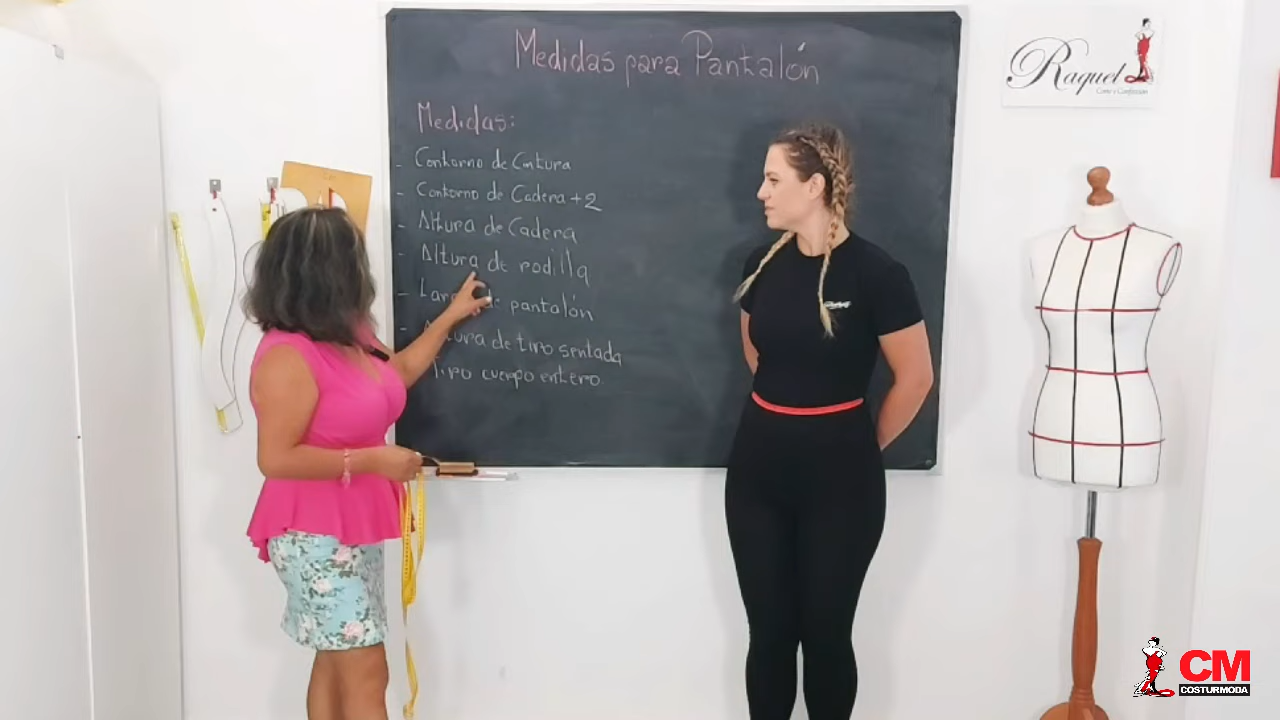 Medidas para Pantalón
Medidas:
- Contorno de Cintura
- Contorno de Cadera + 2
- Altura de Cadera
- Altura de rodilla
- de pantalón
- de tiro sentada
Tiro cuerpo entero
Raquel
Corte y Confección
CM
COSTURMODA